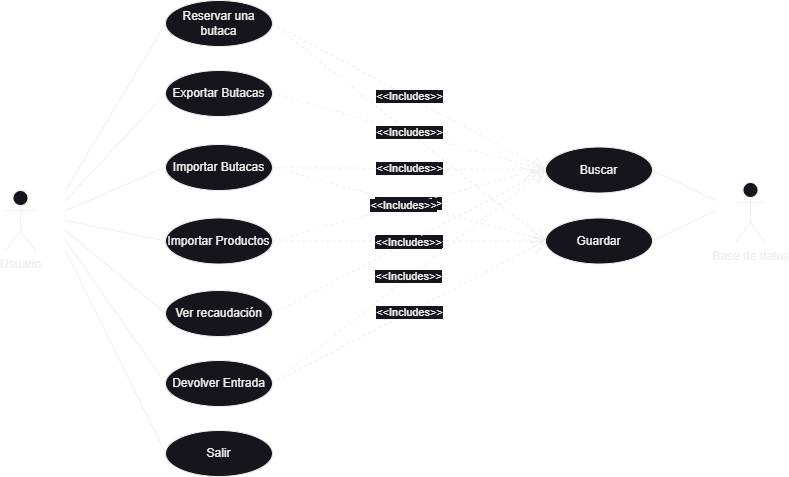 Reservar una
butaca
Exportar Butacas
Importar Butacas
Importar Productos
Ver recaudación
Devolver Entrada
Salir
Usuario
<<Includes>>
<<Includes>>
<<Includes>>
<<Includes>>
<<Includes>>
<<Includes>>
<<Includes>>
Buscar
Guardar
Base de datos